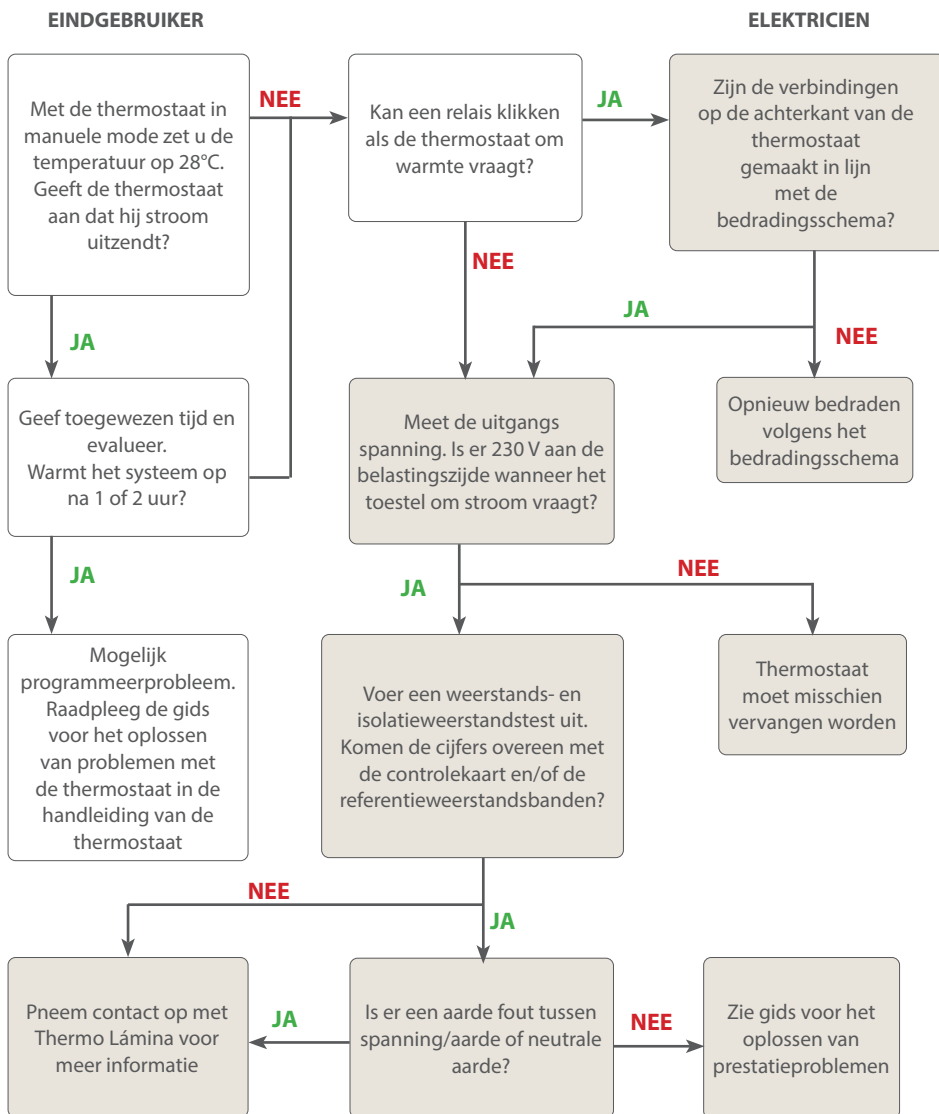 EINDGEBRUIKER
ELEKTRICIEN
Met de thermostaat in
manuele mode zet u de
temperatuur op 28°C.
Geeft de thermostaat
aan dat hij stroom
uitzendt?
NEE
Kan een relais klikken
als de thermostaat om
warmte vraagt?
JA
Zijn de verbindingen
op de achterkant van de
thermostaat
gemaakt in lijn
met de
bedradingsschema?
JA
NEE
JA
NEE
Geef toegewezen tijd en
evalueer.
Warmt het systeem op
na 1 of 2 uur?
Meet de uitgangs
spanning. Is er 230 V aan de
belastingszijde wanneer het
toestel om stroom vraagt?
Opnieuw bedraden
volgens het
bedradingsschema
JA
JA
NEE
Mogelijk
programmeerprobleem.
Raadpleeg de gids
voor het oplossen
van problemen met
de thermostaat in de
handleiding van de
thermostaat
Voer een weerstands- en
isolatieweerstandstest uit.
Komen de cijfers overeen met
de controlekaart en/of de
referentieweerstandsbanden?
Thermostaat
moet misschien
vervangen worden
NEE
JA
Pneem contact op met
Thermo Lámina voor
meer informatie
JA
Is er een aarde fout tussen
spanning/aarde of neutrale
aarde?
NEE
Zie gids voor het
oplossen van
prestatieproblemen